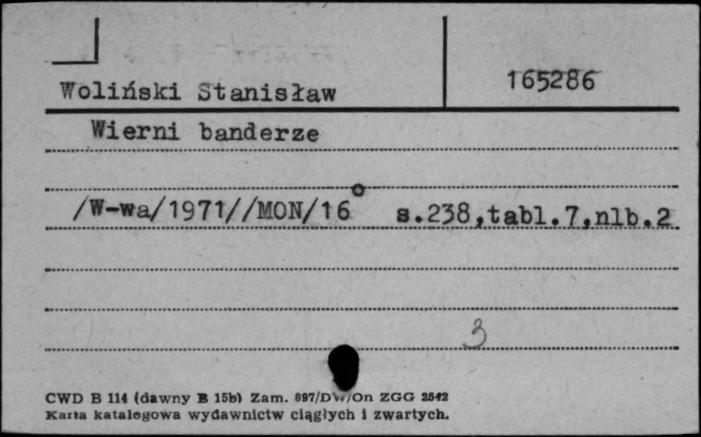 Woliński Stanisław
165286
Wierni banderze
/W-wa/1971//MON/16° s.238,tabl.7,nlb.2
3
CWD B 114 (dawny B 15b) Zam. 897/DW/On ZGG 2542
Karta katalogowa wydawnictw ciągłych i zwartych.